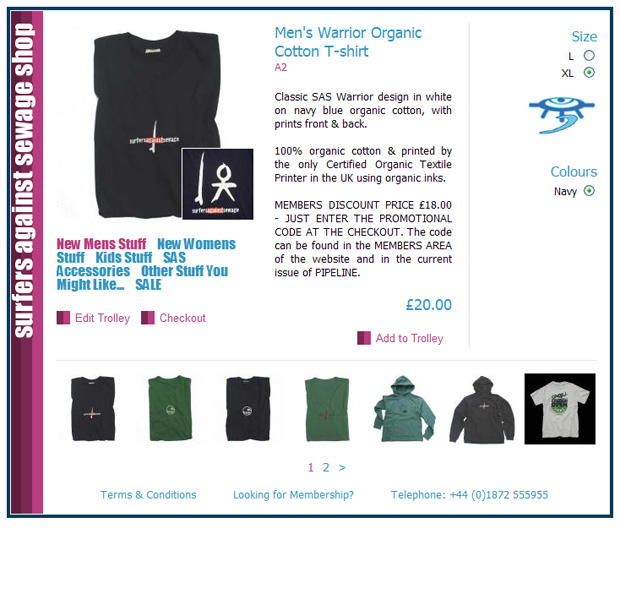 surfers against sewage shop
surfersagainstsewage
surfersagainstsewage
New Mens Stuff New Womens
Stuff Kids Stuff SAS
Accessories Other Stuff You
Might Like... SALE
Edit Trolley Checkout
Men's Warrior Organic
Cotton T-shirt
A2
Classic SAS Warrior design in white
on navy blue organic cotton, with
prints front & back.
100% organic cotton & printed by
the only Certified Organic Textile
Printer in the UK using organic inks.
MEMBERS DISCOUNT PRICE £18.00
- JUST ENTER THE PROMOTIONAL
CODE AT THE CHECKOUT. The code
can be found in the MEMBERS AREA
of the website and in the current
issue of PIPELINE.
£20.00
Add to Trolley
Size
L
XL
Colours
Navy
1 2 >
Terms & Conditions Looking for Membership? Telephone: +44 (0)1872 555955